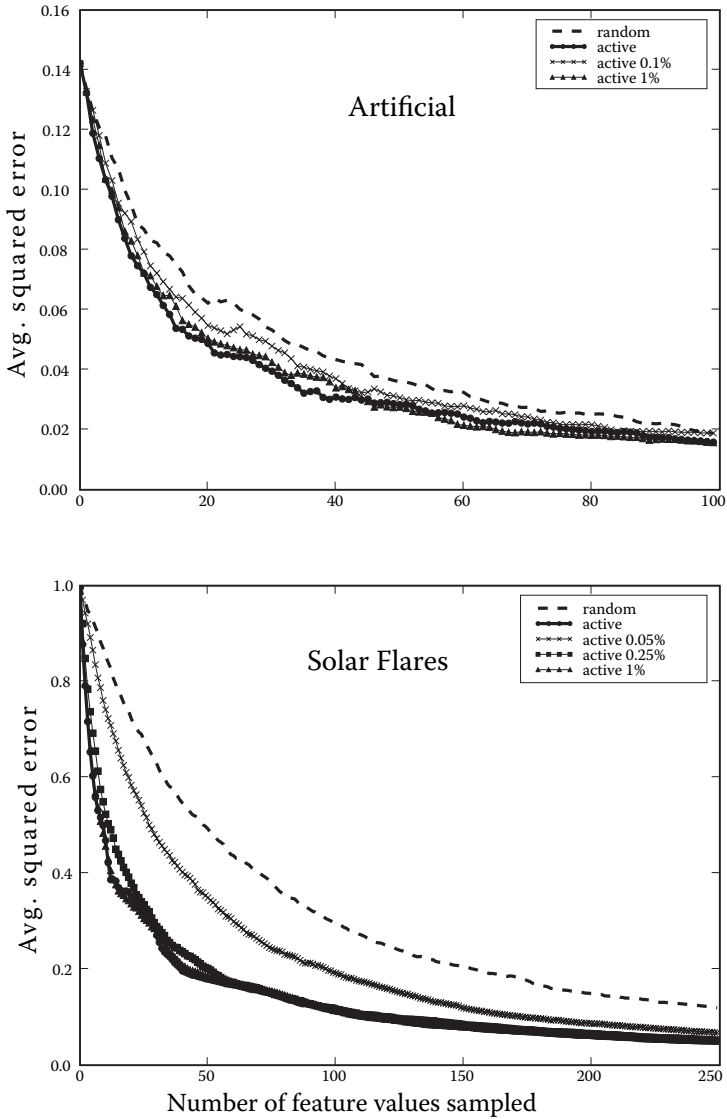 0.16
0.14
0.12
0.10
0.08
0.06
0.04
0.02
0.00
Avg. squared error
random
active
active 0.1%
active 1%
Artificial
0 20 40 60 80 100
1.0
0.8
0.6
0.4
0.2
0.0
Avg. squared error
random
active
active 0.05%
active 0.25%
active 1%
Solar Flares
0 50 100 150 200 250
Number of feature values sampled